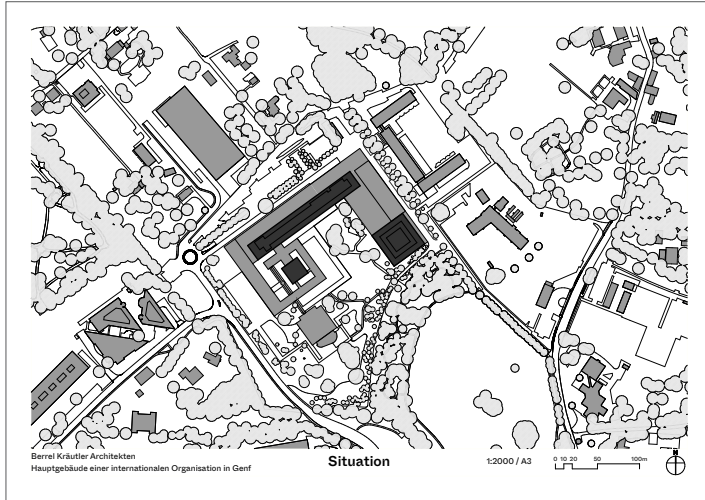 Berrel Kräutler Architekten
Hauptgebäude einer internationalen Organisation in Genf
Situation
1:2000 / A3
0 10 20 50 100m
N